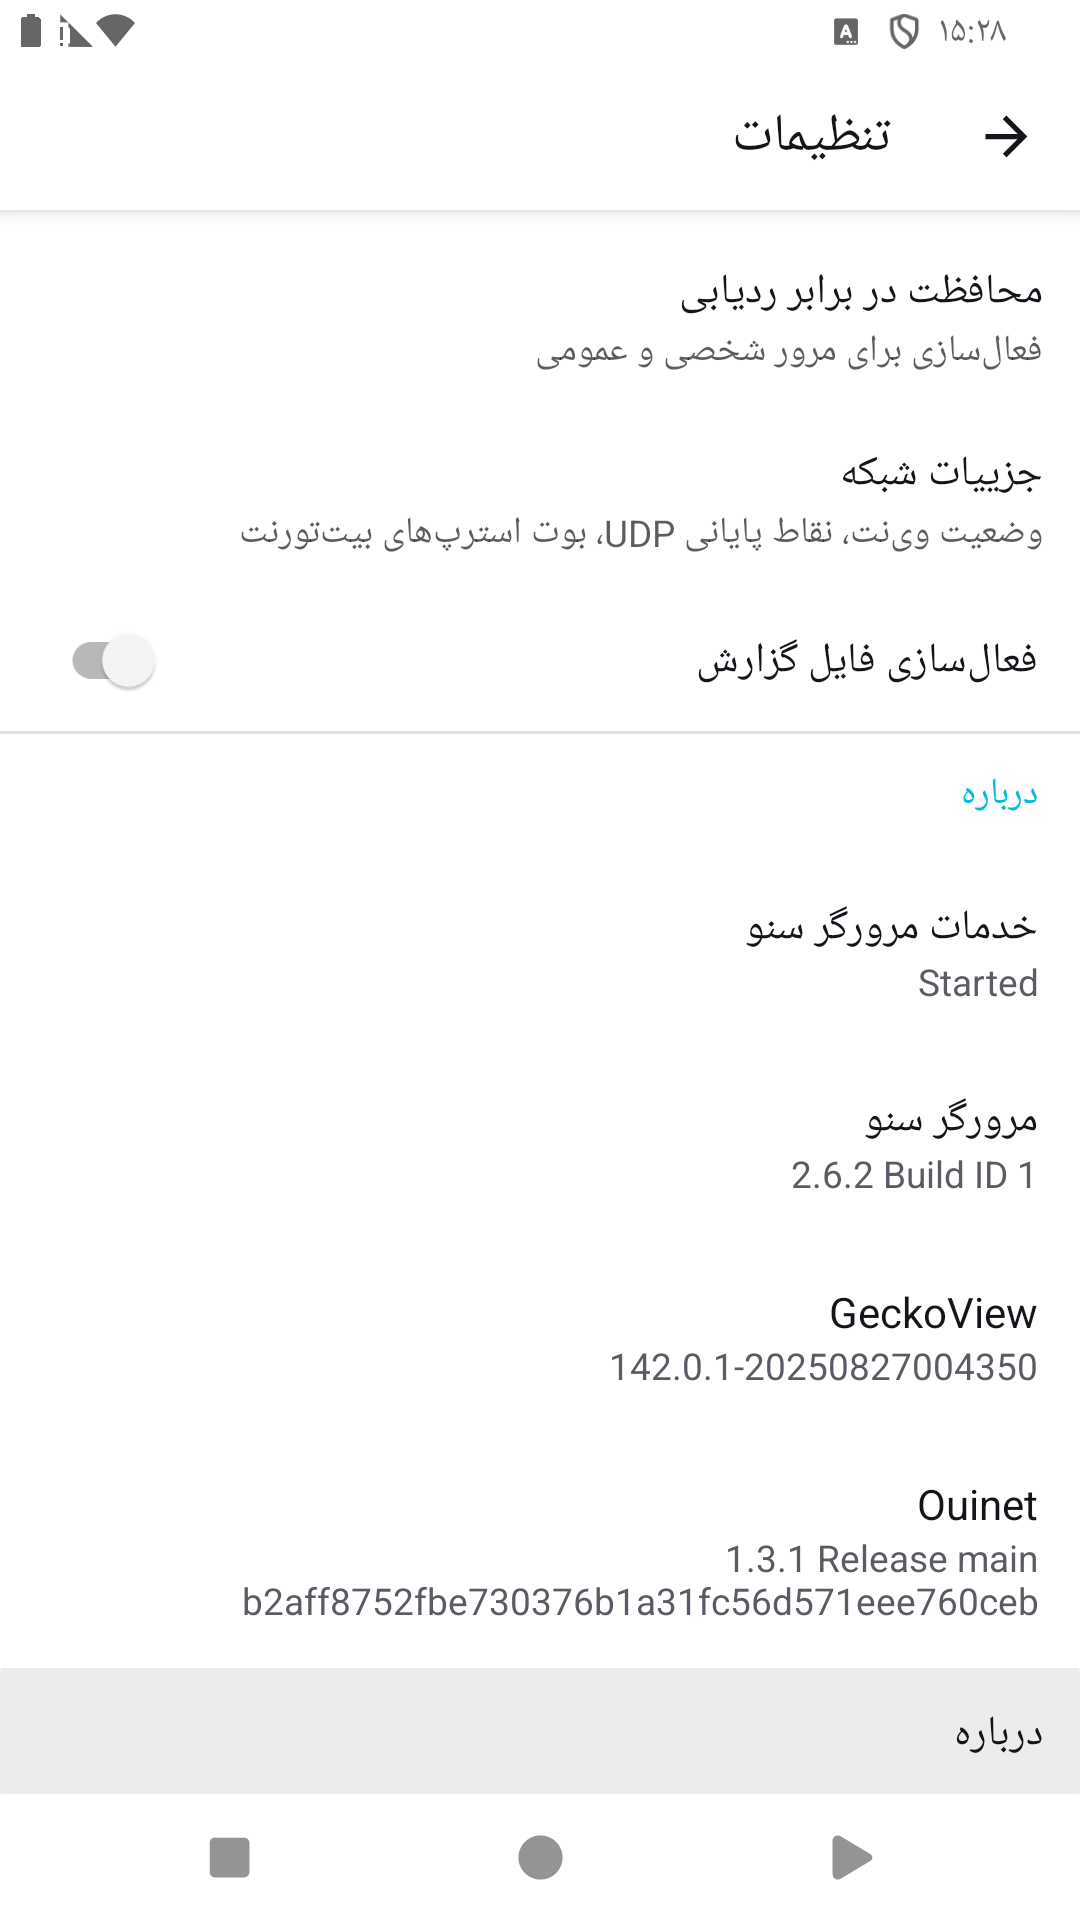 ۱۵:۲۸
تنظیمات
محافظت در برابر ردیابی
فعال‌سازی برای مرور شخصی و عمومی
جزییات شبکه
وضعیت وی‌نت، نقاط پایانی UDP، بوت استرپ‌های بیت‌تورنت
فعال‌سازی فایل گزارش
درباره
خدمات مرورگر سنو
Started
مرورگر سنو
2.6.2 Build ID 1
GeckoView
142.0.1-20250827004350
Ouinet
1.3.1 Release main
b2aff8752fbe730376b1a31fc56d571eee760ceb
درباره